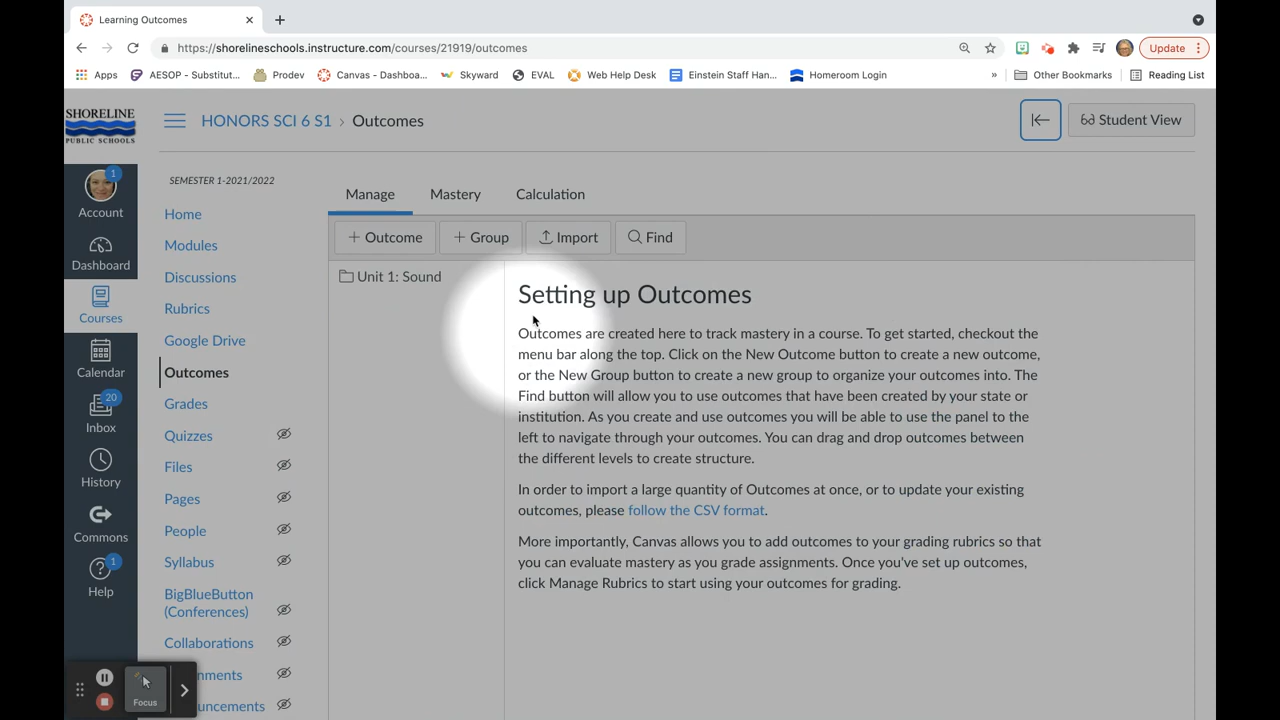 Learning Outcomes
https://shorelineschools.instructure.com/courses/21919/outcomes
Update
Apps
AESOP - Substitut...
Prodev
Canvas - Dashboa...
Skyward
EVAL
Web Help Desk
Einstein Staff Han...
Homeroom Login
»
Other Bookmarks
Reading List
SHORELINE
PUBLIC SCHOOLS
HONORS SCI 6 S1 › Outcomes
Student View
1
Account
Dashboard
Courses
Calendar
20
Inbox
History
Commons
1
Help
SEMESTER 1-2021/2022
Home
Modules
Discussions
Rubrics
Google Drive
Outcomes
Grades
Quizzes
Files
Pages
People
Syllabus
BigBlueButton
(Conferences)
Collaborations
nments
uncements
Focus
Manage
Mastery
Calculation
+ Outcome
+ Group
Import
Find
Unit 1: Sound
Setting up Outcomes
Outcomes are created here to track mastery in a course. To get started, checkout the
menu bar along the top. Click on the New Outcome button to create a new outcome,
or the New Group button to create a new group to organize your outcomes into. The
Find button will allow you to use outcomes that have been created by your state or
institution. As you create and use outcomes you will be able to use the panel to the
left to navigate through your outcomes. You can drag and drop outcomes between
the different levels to create structure.
In order to import a large quantity of Outcomes at once, or to update your existing
outcomes, please follow the CSV format.
More importantly, Canvas allows you to add outcomes to your grading rubrics so that
you can evaluate mastery as you grade assignments. Once you've set up outcomes,
click Manage Rubrics to start using your outcomes for grading.